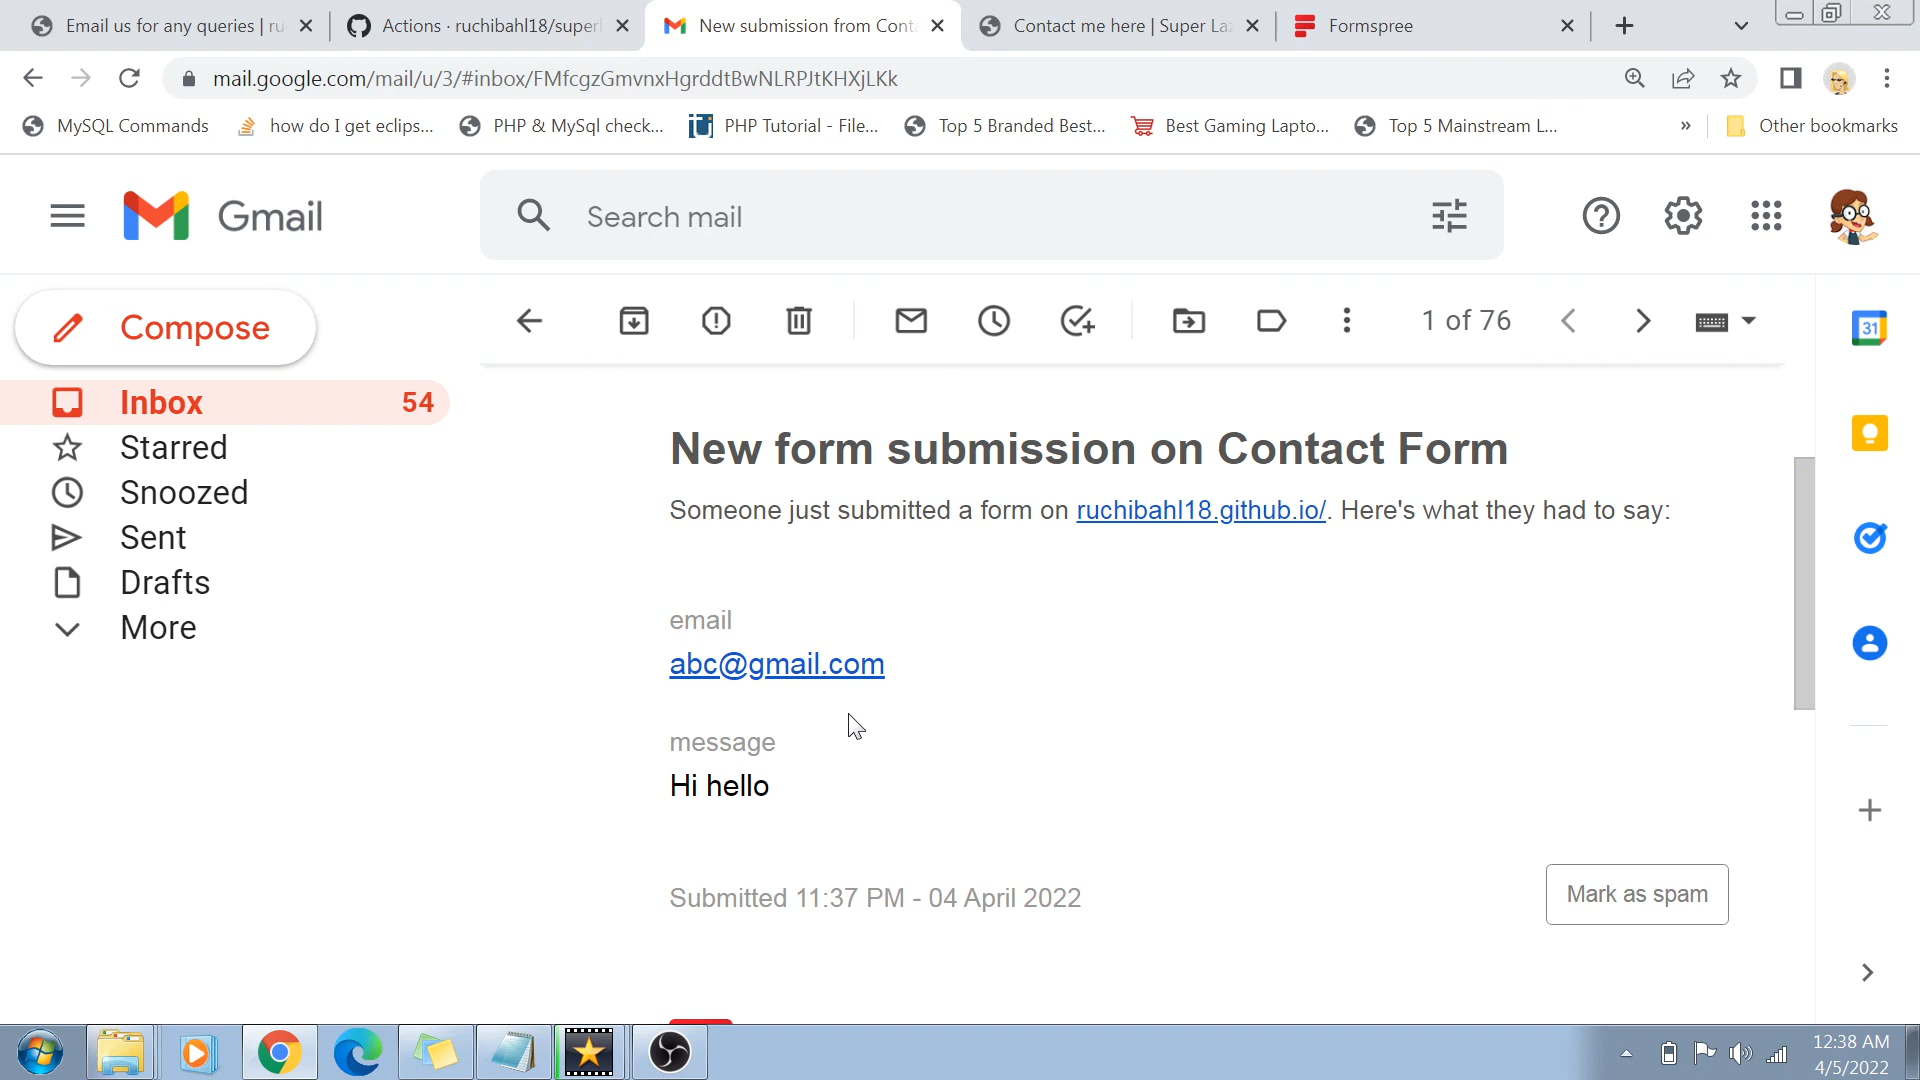 Email us for any queries | ru
Actions · ruchibahl18/superl
New submission from Conta
Contact me here | Super Laz
Formspree
mail.google.com/mail/u/3/#inbox/FMfcgzGmvnxHgrddtBwNLRPJtKHXjLKk
MySQL Commands
how do I get eclips...
PHP & MySql check...
PHP Tutorial - File...
Top 5 Branded Best...
Best Gaming Lapto...
Top 5 Mainstream L...
»
Other bookmarks
Gmail
Search mail
Compose
1 of 76
31
Inbox 54
Starred
Snoozed
Sent
Drafts
More
New form submission on Contact Form
Someone just submitted a form on ruchibahl18.github.io/. Here's what they had to say:
email
abc@gmail.com
message
Hi hello
Submitted 11:37 PM - 04 April 2022
Mark as spam
12:38 AM
4/5/2022